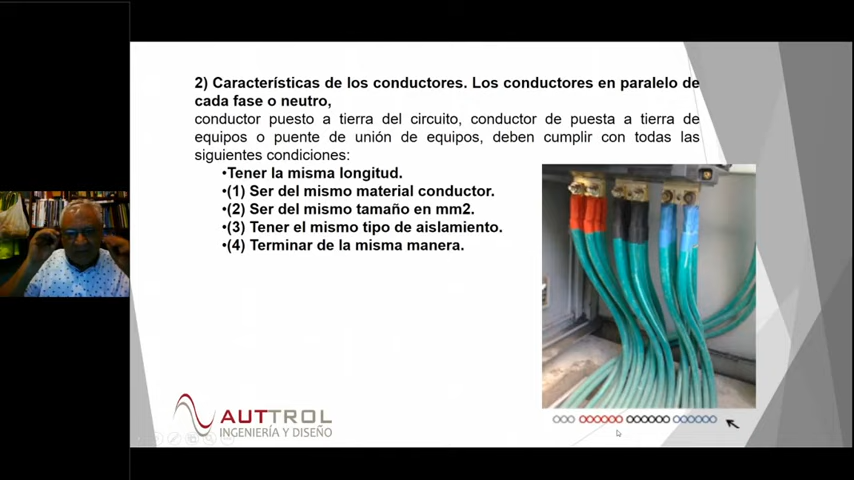 2) Características de los conductores. Los conductores en paralelo de
cada fase o neutro,
conductor puesto a tierra del circuito, conductor de puesta a tierra de
equipos o puente de unión de equipos, deben cumplir con todas las
siguientes condiciones:
•Tener la misma longitud.
•(1) Ser del mismo material conductor.
•(2) Ser del mismo tamaño en mm2.
•(3) Tener el mismo tipo de aislamiento.
•(4) Terminar de la misma manera.
AUTTROL
INGENIERÍA Y DISEÑO